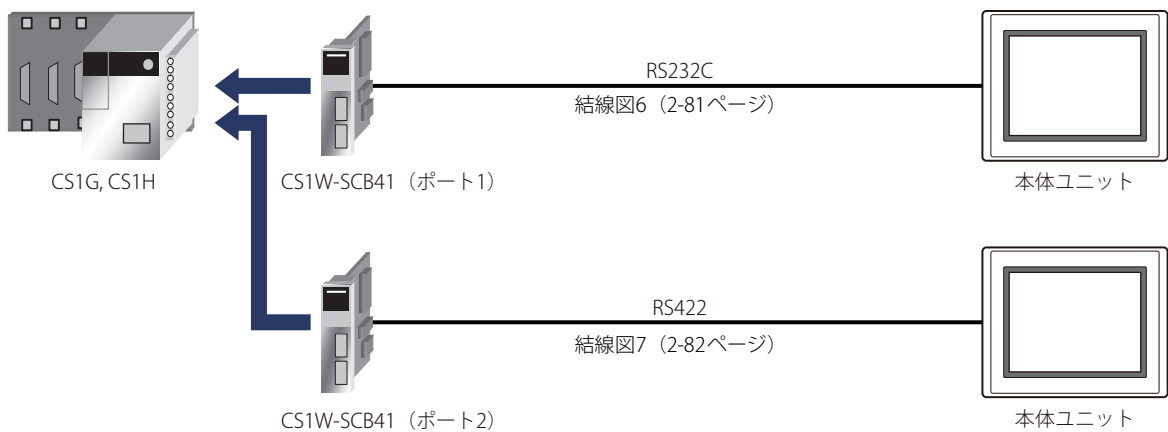 RS232C
結線図6（2-81ページ）
CS1G, CS1H
CS1W-SCB41（ポート1）
本体ユニット
RS422
結線図7（2-82ページ）
CS1W-SCB41（ポート2）
本体ユニット